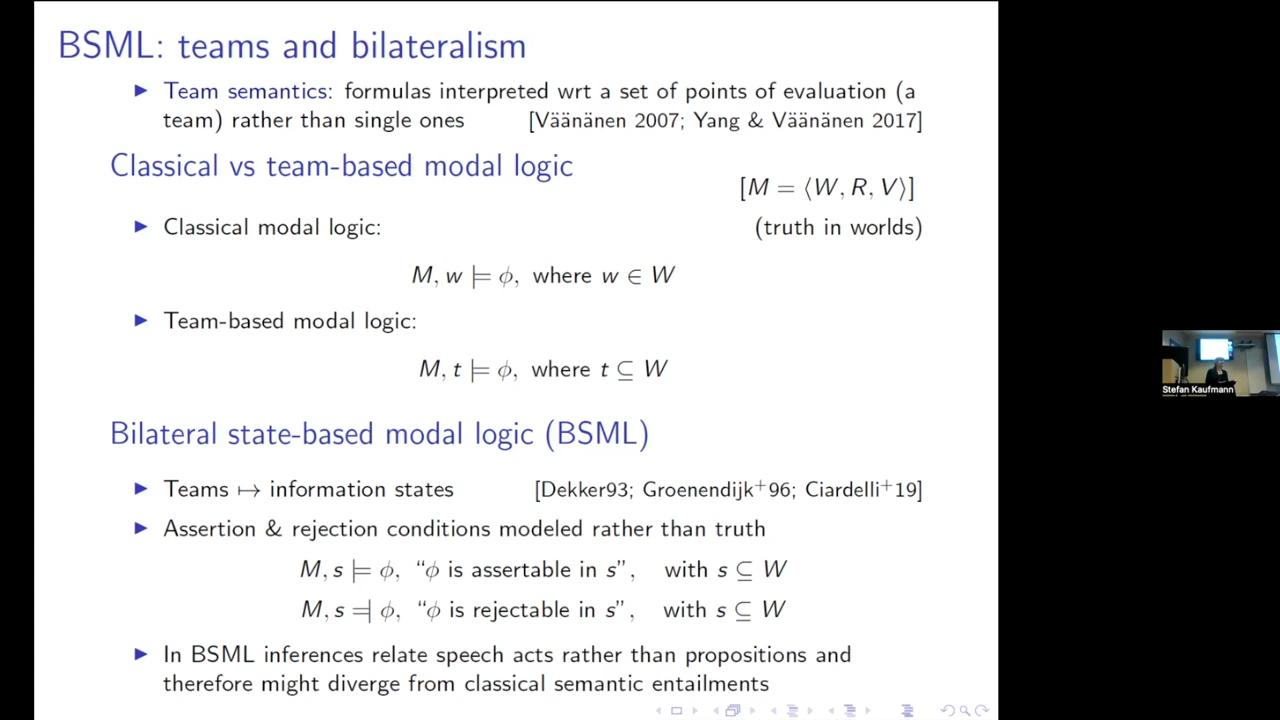 BSML: teams and bilateralism
▶ Team semantics: formulas interpreted wrt a set of points of evaluation (a
team) rather than single ones [Väänänen 2007; Yang & Väänänen 2017]
Classical vs team-based modal logic
[M = ⟨W, R, V⟩]
▶ Classical modal logic: (truth in worlds)
M, w ⊨ ϕ, where w ∈ W
▶ Team-based modal logic:
M, t ⊨ ϕ, where t ⊆ W
Bilateral state-based modal logic (BSML)
▶ Teams ↦ information states [Dekker93; Groenendijk⁺96; Ciardelli⁺19]
▶ Assertion & rejection conditions modeled rather than truth
M, s ⊨ ϕ, “ϕ is assertable in s”, with s ⊆ W
M, s ⫤ ϕ, “ϕ is rejectable in s”, with s ⊆ W
▶ In BSML inferences relate speech acts rather than propositions and
therefore might diverge from classical semantic entailments
Stefan Kaufmann